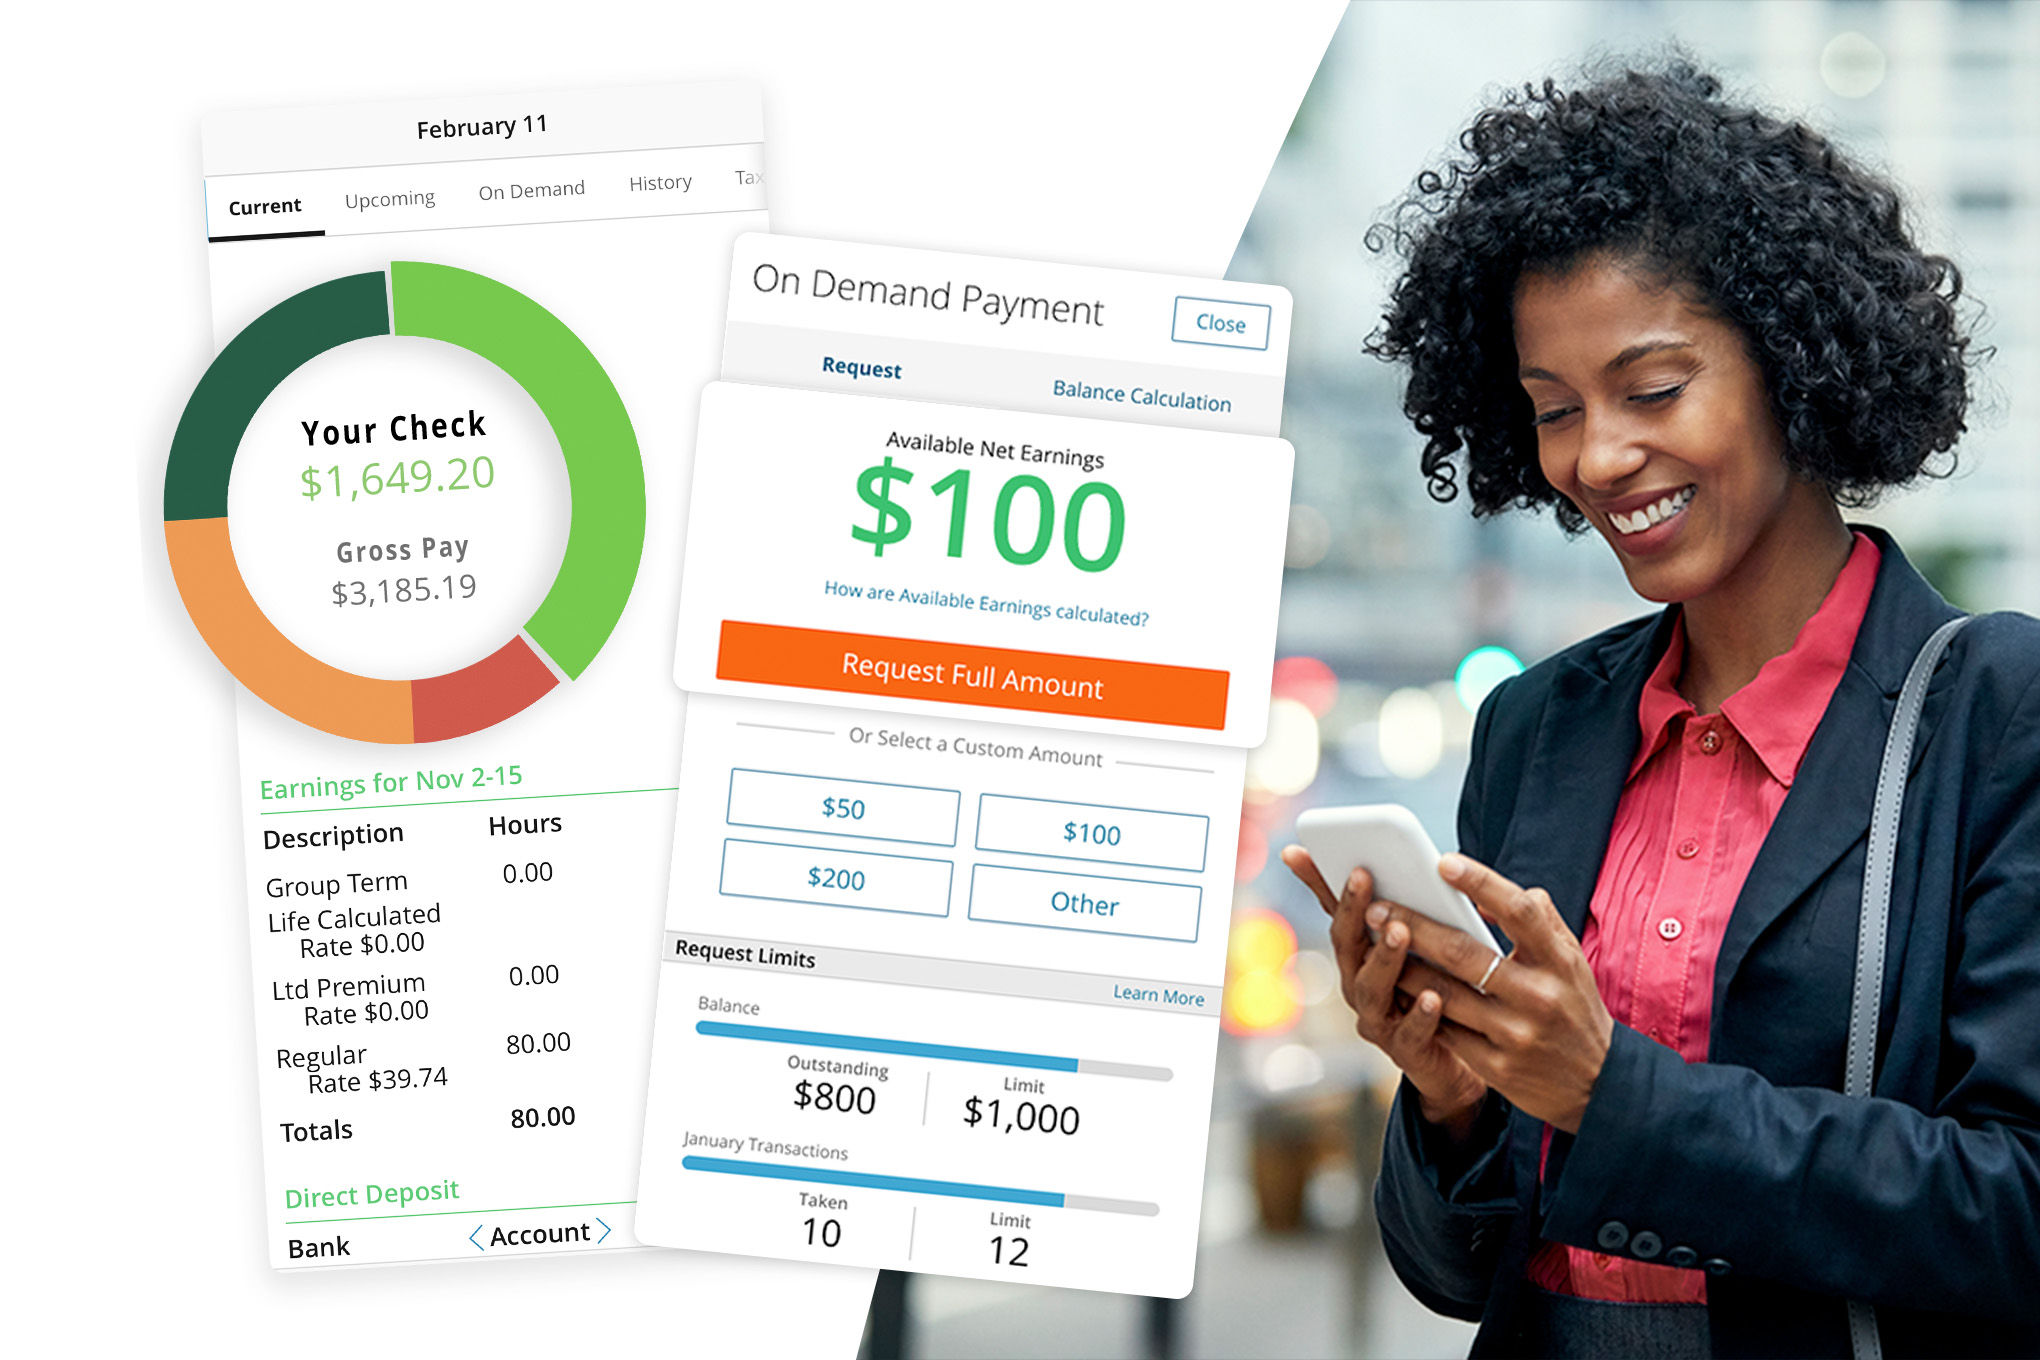 February 11
Current Upcoming On Demand History Tax
Your Check
$1,649.20
Gross Pay
$3,185.19
Earnings for Nov 2-15
Description Hours
Group Term 0.00
Life Calculated
Rate $0.00
Ltd Premium 0.00
Rate $0.00
Regular 80.00
Rate $39.74
Totals 80.00
Direct Deposit
Bank Account
On Demand Payment Close
Request Balance Calculation
Available Net Earnings
$100
How are Available Earnings calculated?
Request Full Amount
Or Select a Custom Amount
$50 $100
$200 Other
Request Limits Learn More
Balance
Outstanding Limit
$800 $1,000
January Transactions
Taken Limit
10 12